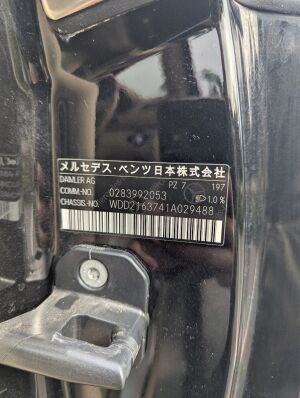 メルセデス・ベンツ日本株式会社
DAIMLER AG PZ 7 197
COMM.-NO. 0283992053 1.0 %
CHASSIS.-NO. WDD2163741A029488